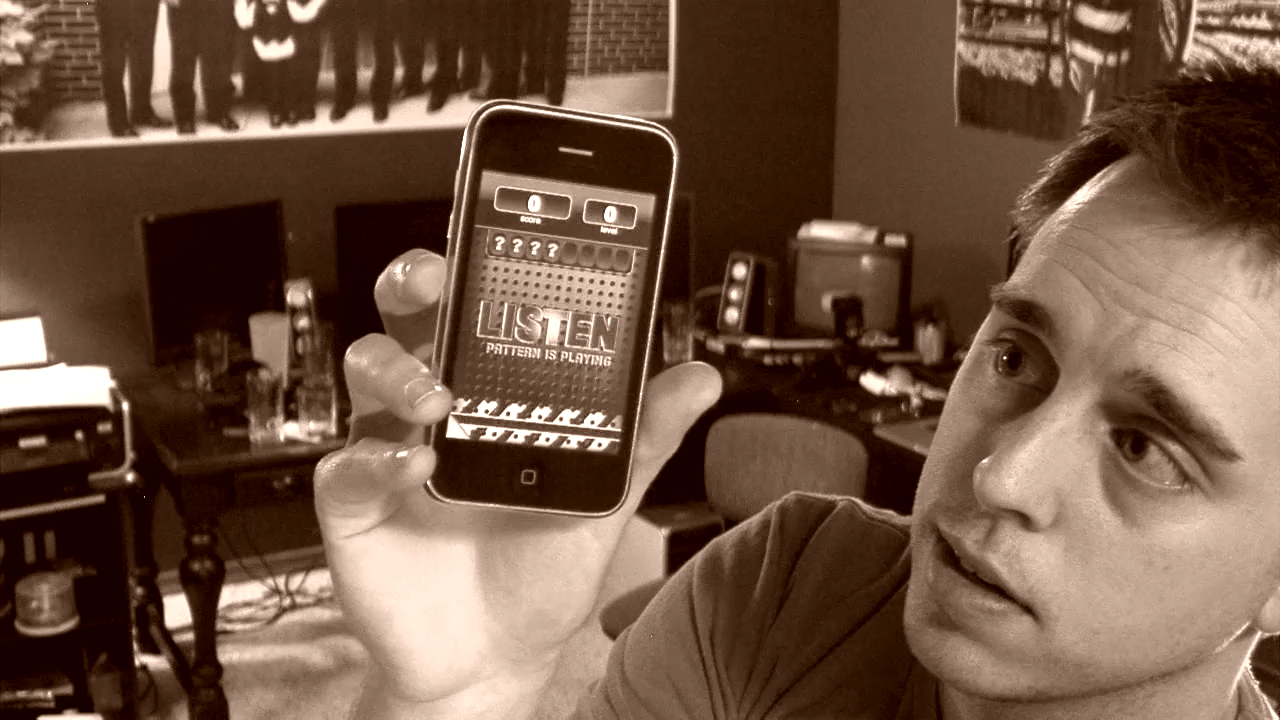 0 0
score level
? ? ? ?
LISTEN
PATTERN IS PLAYING